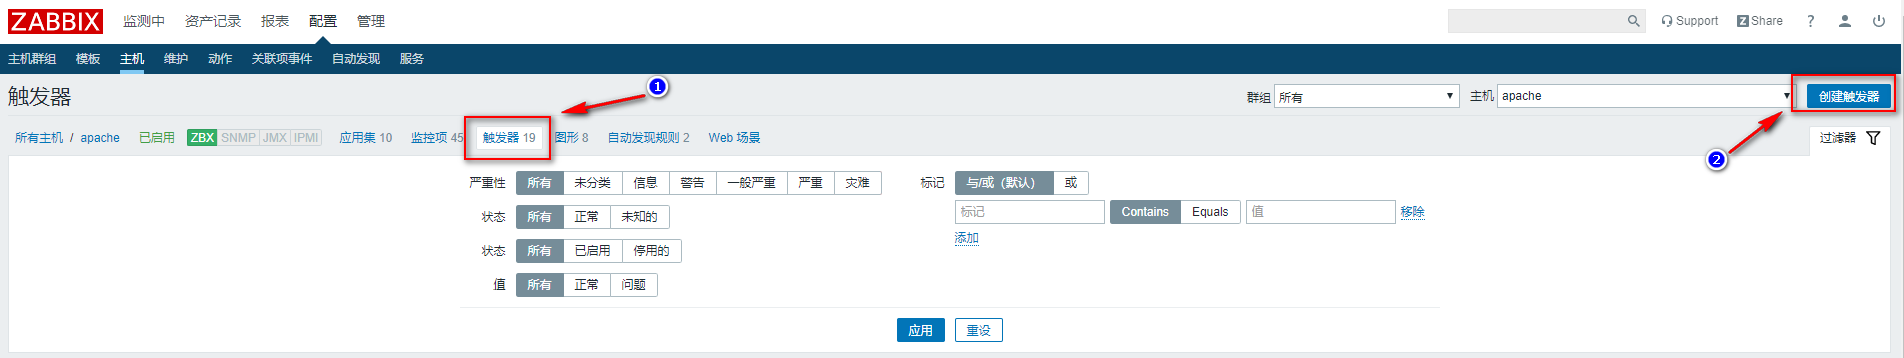 ZABBIX 监测中 资产记录 报表 配置 管理 Support Z Share ?
主机群组 模板 主机 维护 动作 关联项事件 自动发现 服务
1
触发器 群组 所有 主机 apache 创建触发器
所有主机 / apache 已启用 ZBX SNMP JMX IPMI 应用集 10 监控项 45 触发器 19 图形 8 自动发现规则 2 Web 场景 过滤器
2
严重性 所有 未分类 信息 警告 一般严重 严重 灾难 标记 与/或（默认） 或
状态 所有 正常 未知的 标记 Contains Equals 值 移除
添加
状态 所有 已启用 停用的
值 所有 正常 问题
应用 重设